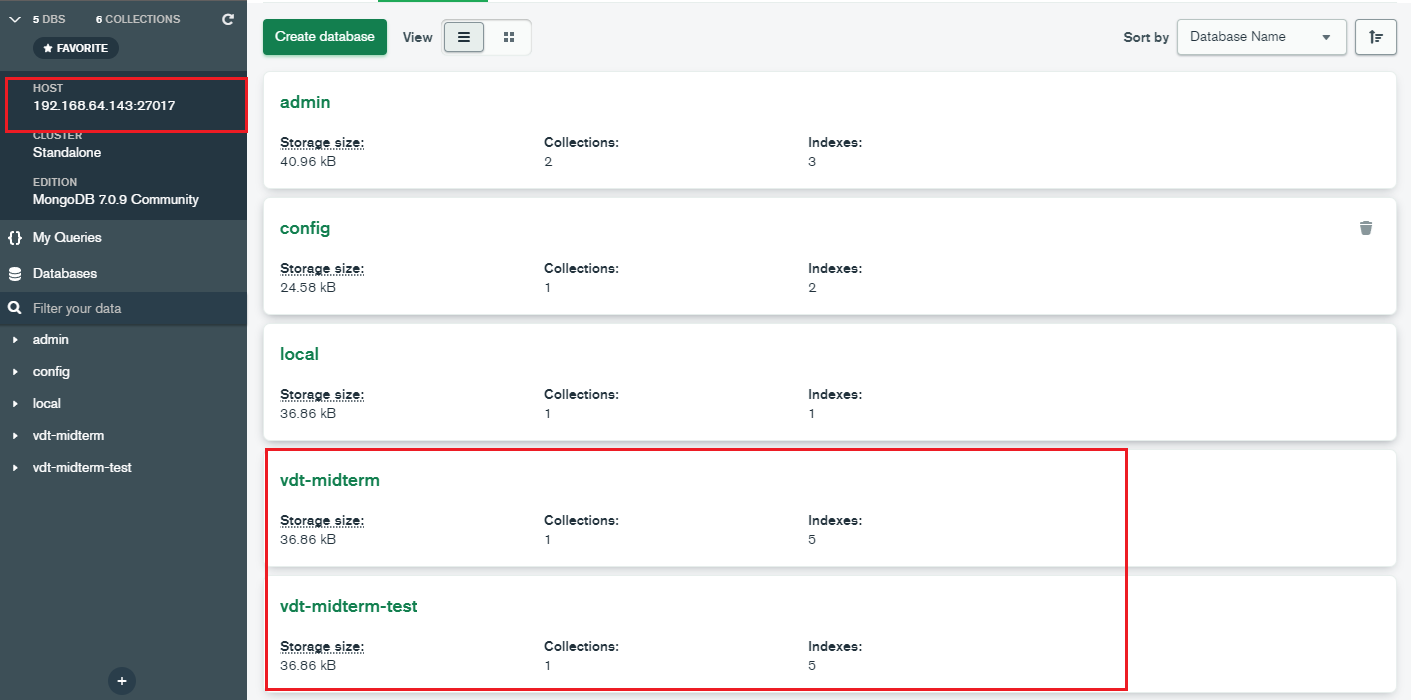 5 DBS 6 COLLECTIONS
★ FAVORITE
HOST
192.168.64.143:27017
CLUSTER
Standalone
EDITION
MongoDB 7.0.9 Community
{} My Queries
Databases
Filter your data
admin
config
local
vdt-midterm
vdt-midterm-test
+
Create database View Sort by Database Name
admin
Storage size: Collections: Indexes:
40.96 kB 2 3
config
Storage size: Collections: Indexes:
24.58 kB 1 2
local
Storage size: Collections: Indexes:
36.86 kB 1 1
vdt-midterm
Storage size: Collections: Indexes:
36.86 kB 1 5
vdt-midterm-test
Storage size: Collections: Indexes:
36.86 kB 1 5